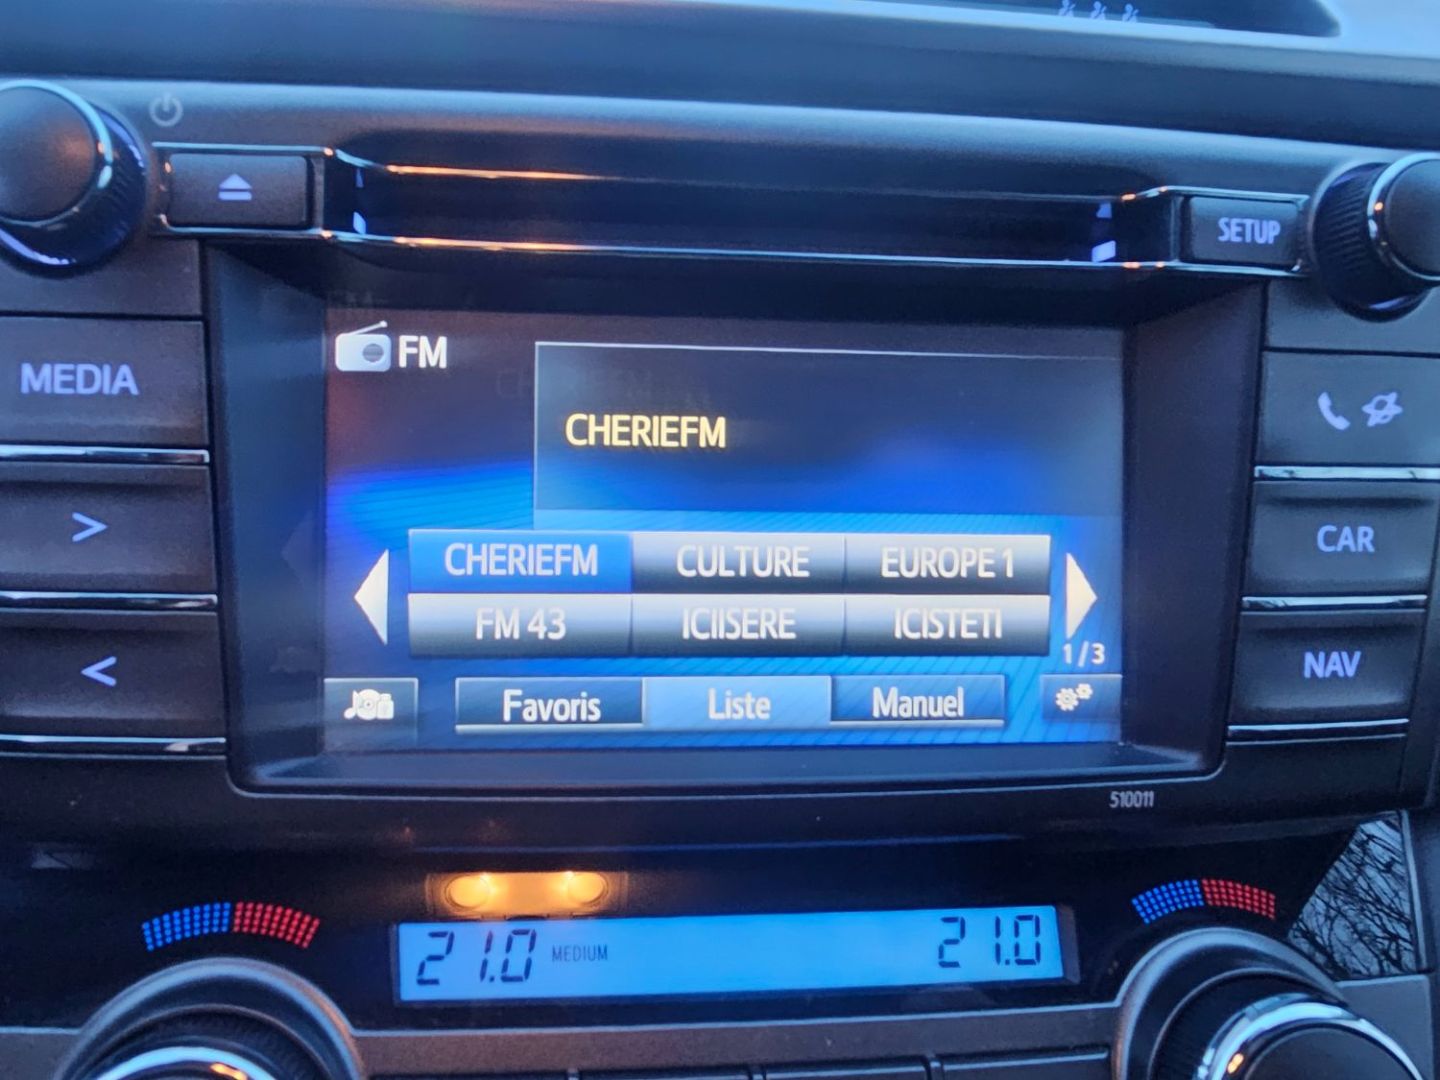 SETUP
MEDIA
FM
CHERIEFM
CHERIEFM CULTURE EUROPE 1
FM 43 ICIISERE ICISTETI
1/3
Favoris Liste Manuel
CAR
NAV
>
<
510011
21.0 MEDIUM 21.0